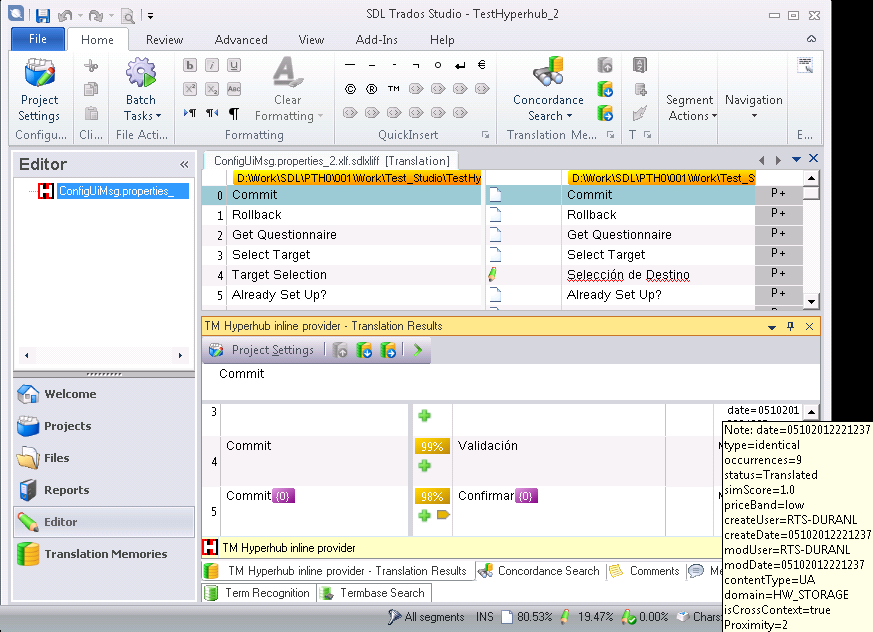 SDL Trados Studio - TestHyperhub_2
File Home Review Advanced View Add-Ins Help
Project Settings
Batch Tasks
Clear Formatting
Concordance Search
Segment Actions
Navigation
b i U
x² x₂ Abc
© ® TM
€
Configu... Cli... File Acti... Formatting QuickInsert Translation Me... T E...
Editor
ConfigUiMsg.properties_
ConfigUiMsg.properties_2.xlf.sdlxliff [Translation]
D:\Work\SDL\PTH0\001\Work\Test_Studio\TestHy D:\Work\SDL\PTH0\001\Work\Test_S
0 Commit Commit P+
1 Rollback Rollback P+
2 Get Questionnaire Get Questionnaire P+
3 Select Target Select Target P+
4 Target Selection Selección de Destino P+
5 Already Set Up? Already Set Up? P+
TM Hyperhub inline provider - Translation Results
Project Settings
Commit
3 date=0510201
4 Commit 99% Validación
5 Commit {0} 98% Confirmar {0}
TM Hyperhub inline provider
TM Hyperhub inline provider - Translation Results Concordance Search Comments Me
Term Recognition Termbase Search
Welcome
Projects
Files
Reports
Editor
Translation Memories
Note: date=05102012221237
type=identical
occurrences=9
status=Translated
simScore=1.0
priceBand=low
createUser=RTS-DURANL
createDate=05102012221237
modUser=RTS-DURANL
modDate=05102012221237
contentType=UA
domain=HW_STORAGE
isCrossContext=true
Proximity=2
All segments INS 80.53% 19.47% 0.00% Chars